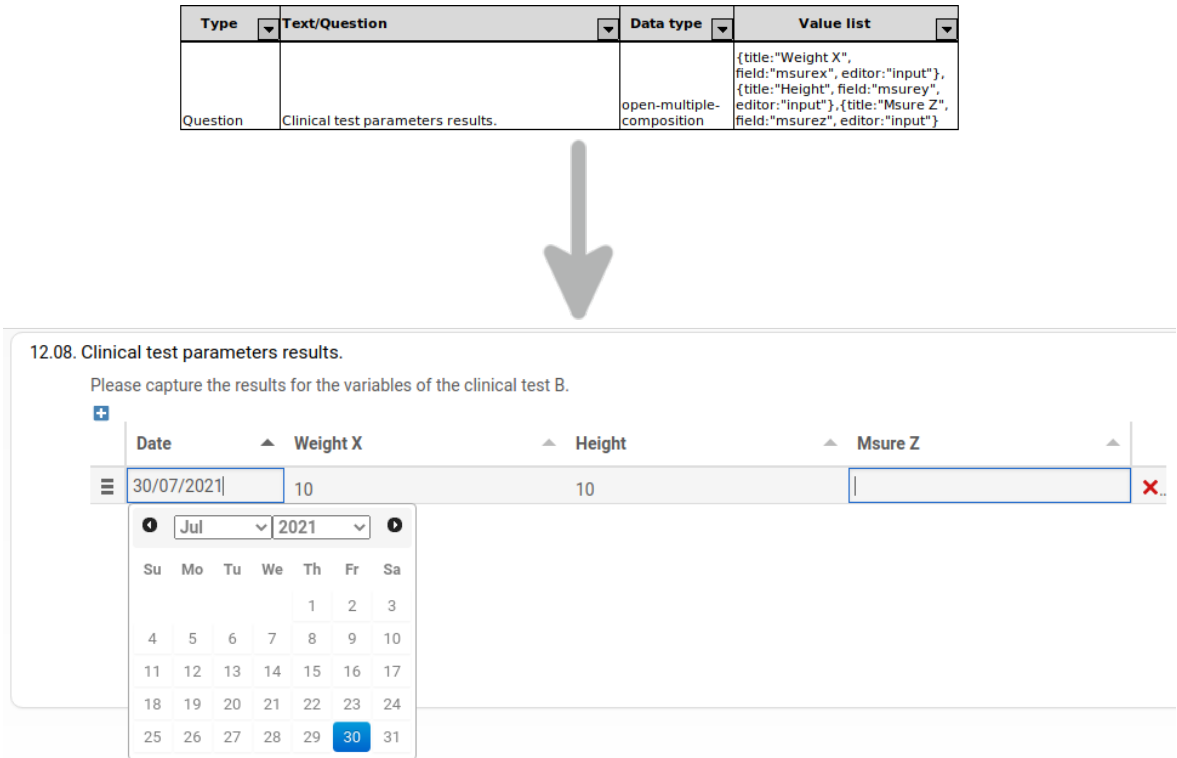 Type Text/Question Data type Value list
{title:"Weight X",
field:"msurex", editor:"input"},
{title:"Height", field:"msurey",
open-multiple- editor:"input"},{title:"Msure Z",
Question Clinical test parameters results. composition field:"msurez", editor:"input"}
12.08. Clinical test parameters results.
Please capture the results for the variables of the clinical test B.
Date Weight X Height Msure Z
30/07/2021 10 10
Jul 2021
Su Mo Tu We Th Fr Sa
1 2 3
4 5 6 7 8 9 10
11 12 13 14 15 16 17
18 19 20 21 22 23 24
25 26 27 28 29 30 31